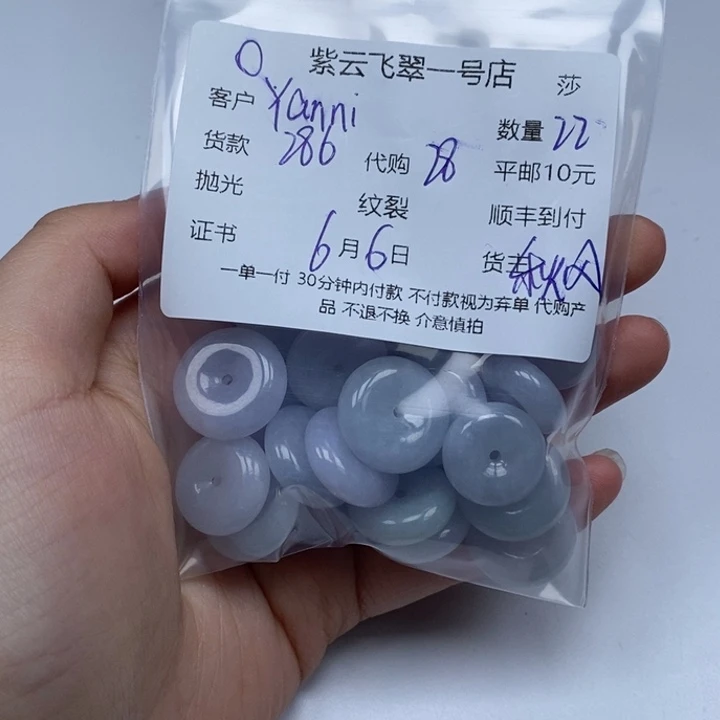 O 紫云飞翠一号店 莎
客户 Yanni 数量 22
货款 286 代购 28 平邮10元
抛光 纹裂 顺丰到付
证书 6月6日 货主
一单一付 30分钟内付款 不付款视为弃单 代购产
品 不退不换 介意慎拍